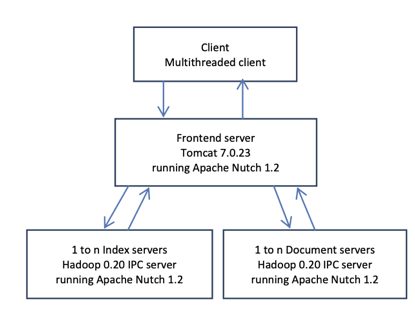 Client
Multithreaded client
Frontend server
Tomcat 7.0.23
running Apache Nutch 1.2
1 to n Index servers
Hadoop 0.20 IPC server
running Apache Nutch 1.2
1 to n Document servers
Hadoop 0.20 IPC server
running Apache Nutch 1.2